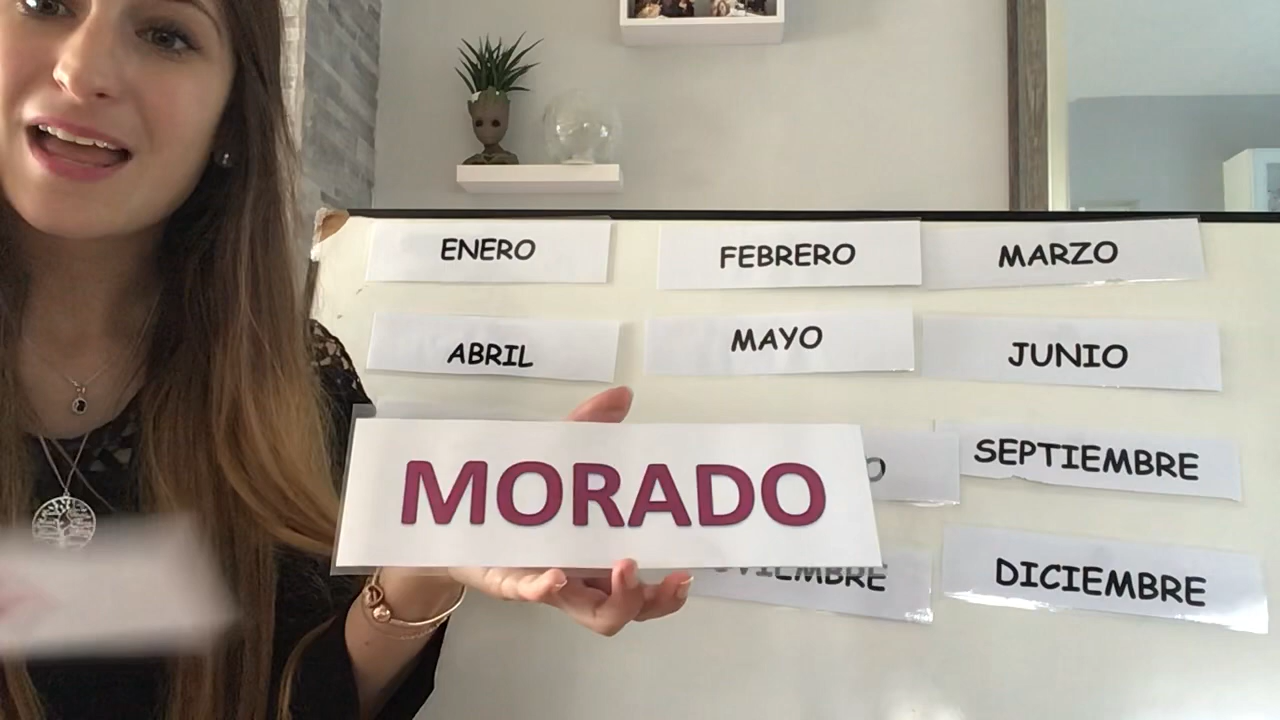 ENERO
FEBRERO
MARZO
ABRIL
MAYO
JUNIO
SEPTIEMBRE
MORADO
DICIEMBRE